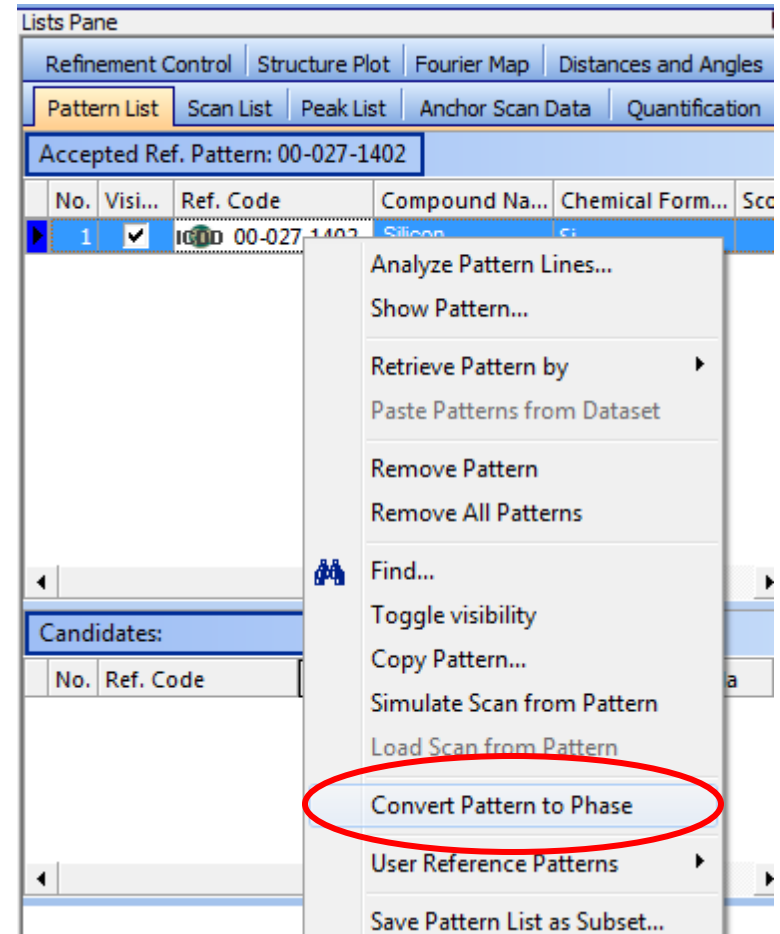 Lists Pane
Refinement Control Structure Plot Fourier Map Distances and Angles
Pattern List Scan List Peak List Anchor Scan Data Quantification
Accepted Ref. Pattern: 00-027-1402
No. Visi... Ref. Code Compound Na... Chemical Form... Sco
1 ICDD 00-027-1402 Silicon Si
Analyze Pattern Lines...
Show Pattern...
Retrieve Pattern by
Paste Patterns from Dataset
Remove Pattern
Remove All Patterns
Find...
Toggle visibility
Copy Pattern...
Simulate Scan from Pattern
Load Scan from Pattern
Convert Pattern to Phase
User Reference Patterns
Save Pattern List as Subset...
Candidates:
No. Ref. Code a